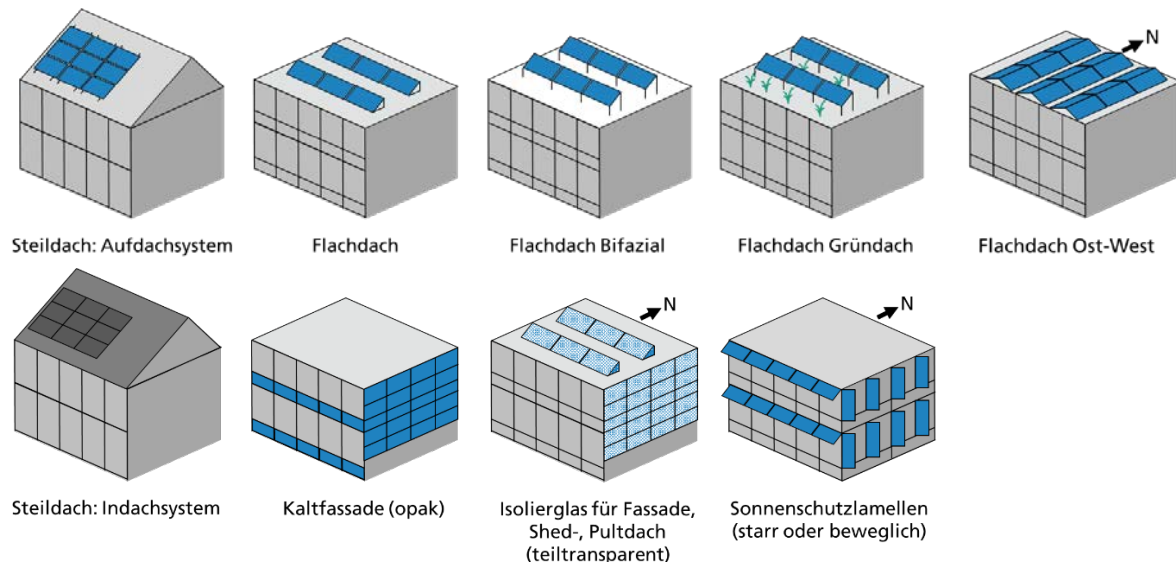 N
Steildach: Aufdachsystem
Flachdach
Flachdach Bifazial
Flachdach Gründach
Flachdach Ost-West
N
N
Steildach: Indachsystem
Kaltfassade (opak)
Isolierglas für Fassade,
Shed-, Pultdach
(teiltransparent)
Sonnenschutzlamellen
(starr oder beweglich)